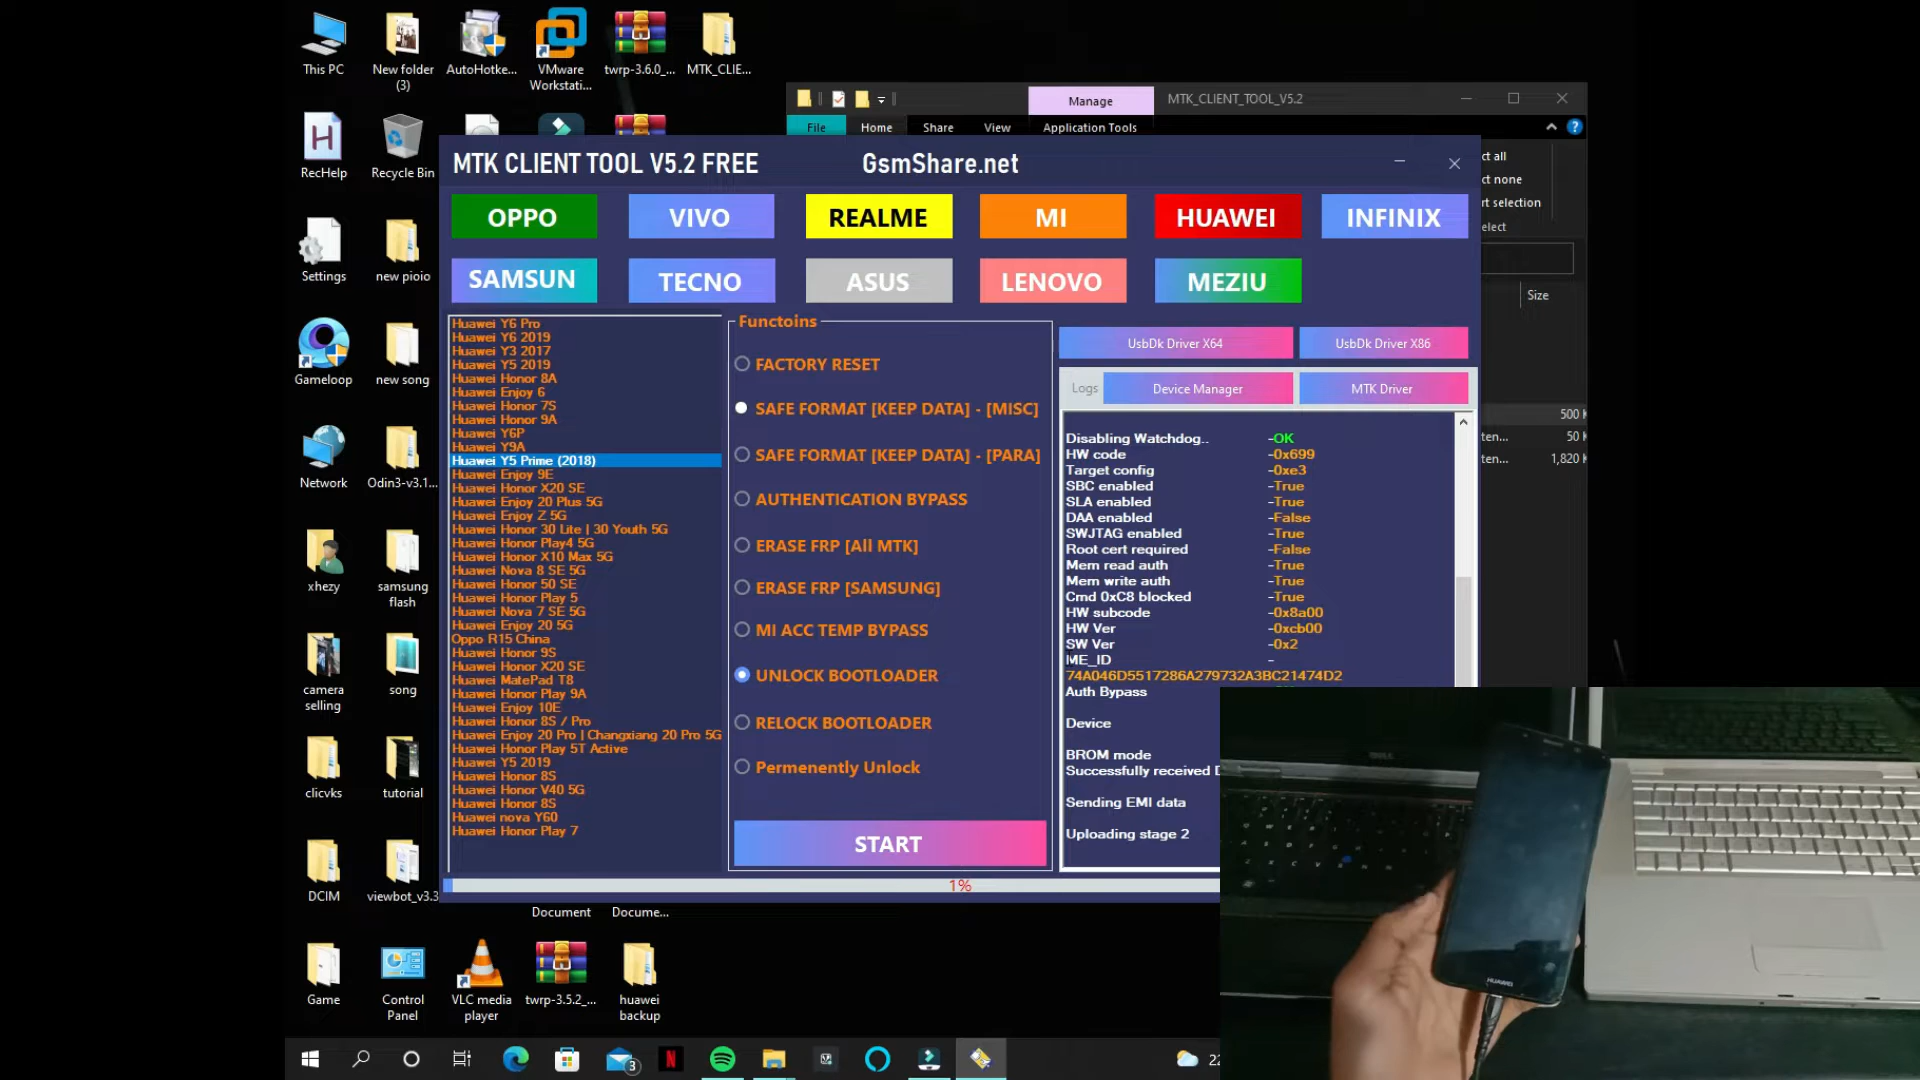 This PC
New folder
(3)
AutoHotke...
VMware
Workstati...
twrp-3.6.0_...
MTK_CLIE...
RecHelp
Recycle Bin
Settings
new pioio
Gameloop
new song
Network
Odin3-v3.1...
xhezy
samsung
flash
camera
selling
song
clicvks
tutorial
DCIM
viewbot_v3.3
Document
Docume...
Game
Control
Panel
VLC media
player
twrp-3.5.2_...
huawei
backup
Manage
MTK_CLIENT_TOOL_V5.2
File
Home
Share
View
Application Tools
ct all
ct none
rt selection
elect
Size
500 K
ten...
50 K
ten...
1,820 K
MTK CLIENT TOOL V5.2 FREE
GsmShare.net
OPPO
VIVO
REALME
MI
HUAWEI
INFINIX
SAMSUN
TECNO
ASUS
LENOVO
MEZIU
Huawei Y6 Pro
Huawei Y6 2019
Huawei Y3 2017
Huawei Y5 2019
Huawei Honor 8A
Huawei Enjoy 6
Huawei Honor 7S
Huawei Honor 9A
Huawei Y6P
Huawei Y9A
Huawei Y5 Prime (2018)
Huawei Enjoy 9E
Huawei Honor X20 SE
Huawei Enjoy 20 Plus 5G
Huawei Enjoy Z 5G
Huawei Honor 30 Lite | 30 Youth 5G
Huawei Honor Play4 5G
Huawei Honor X10 Max 5G
Huawei Nova 8 SE 5G
Huawei Honor 50 SE
Huawei Honor Play 5
Huawei Nova 7 SE 5G
Huawei Enjoy 20 5G
Oppo R15 China
Huawei Honor 9S
Huawei Honor X20 SE
Huawei MatePad T8
Huawei Honor Play 9A
Huawei Enjoy 10E
Huawei Honor 8S / Pro
Huawei Enjoy 20 Pro | Changxiang 20 Pro 5G
Huawei Honor Play 5T Active
Huawei Y5 2019
Huawei Honor 8S
Huawei Honor V40 5G
Huawei Honor 8S
Huawei nova Y60
Huawei Honor Play 7
Functoins
FACTORY RESET
SAFE FORMAT [KEEP DATA] - [MISC]
SAFE FORMAT [KEEP DATA] - [PARA]
AUTHENTICATION BYPASS
ERASE FRP [All MTK]
ERASE FRP [SAMSUNG]
MI ACC TEMP BYPASS
UNLOCK BOOTLOADER
RELOCK BOOTLOADER
Permenently Unlock
START
1%
UsbDk Driver X64
UsbDk Driver X86
Logs
Device Manager
MTK Driver
Disabling Watchdog.. -OK
HW code -0x699
Target config -0xe3
SBC enabled -True
SLA enabled -True
DAA enabled -False
SWJTAG enabled -True
Root cert required -False
Mem read auth -True
Mem write auth -True
Cmd 0xC8 blocked -True
HW subcode -0x8a00
HW Ver -0xcb00
SW Ver -0x2
ME_ID -
74A046D5517286A279732A3BC21474D2
Auth Bypass
Device
BROM mode
Successfully received D
Sending EMI data
Uploading stage 2
HUAWEI
DELL
3
22